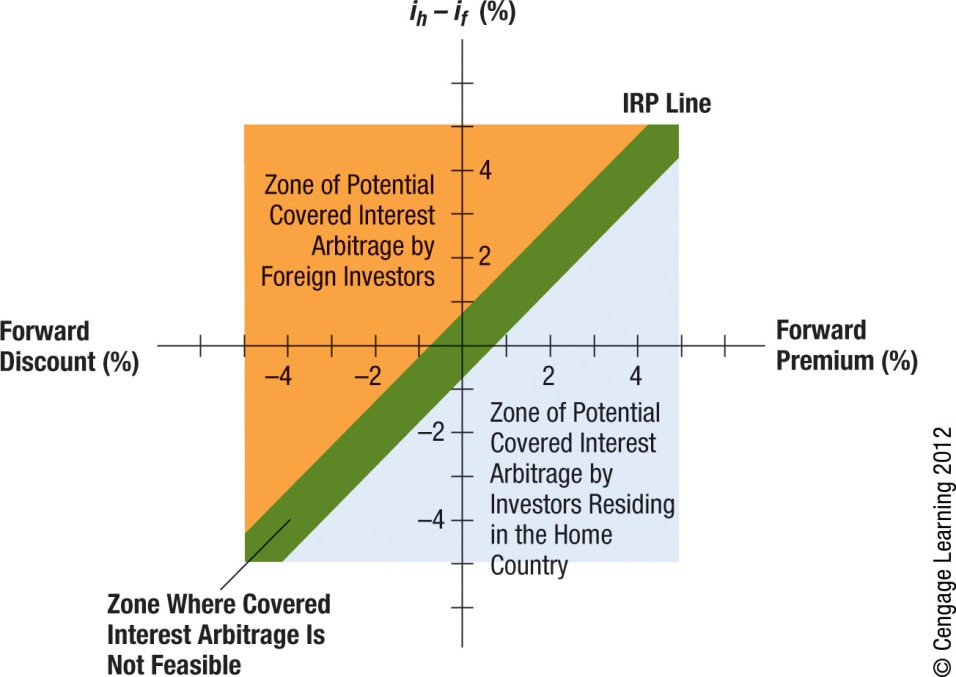 i_h – i_f (%)
IRP Line
4
Zone of Potential
Covered Interest
Arbitrage by
Foreign Investors
2
Forward
Discount (%)
–4
–2
2
4
Forward
Premium (%)
–2
–4
Zone of Potential
Covered Interest
Arbitrage by
Investors Residing
in the Home
Country
Zone Where Covered
Interest Arbitrage Is
Not Feasible
© Cengage Learning 2012